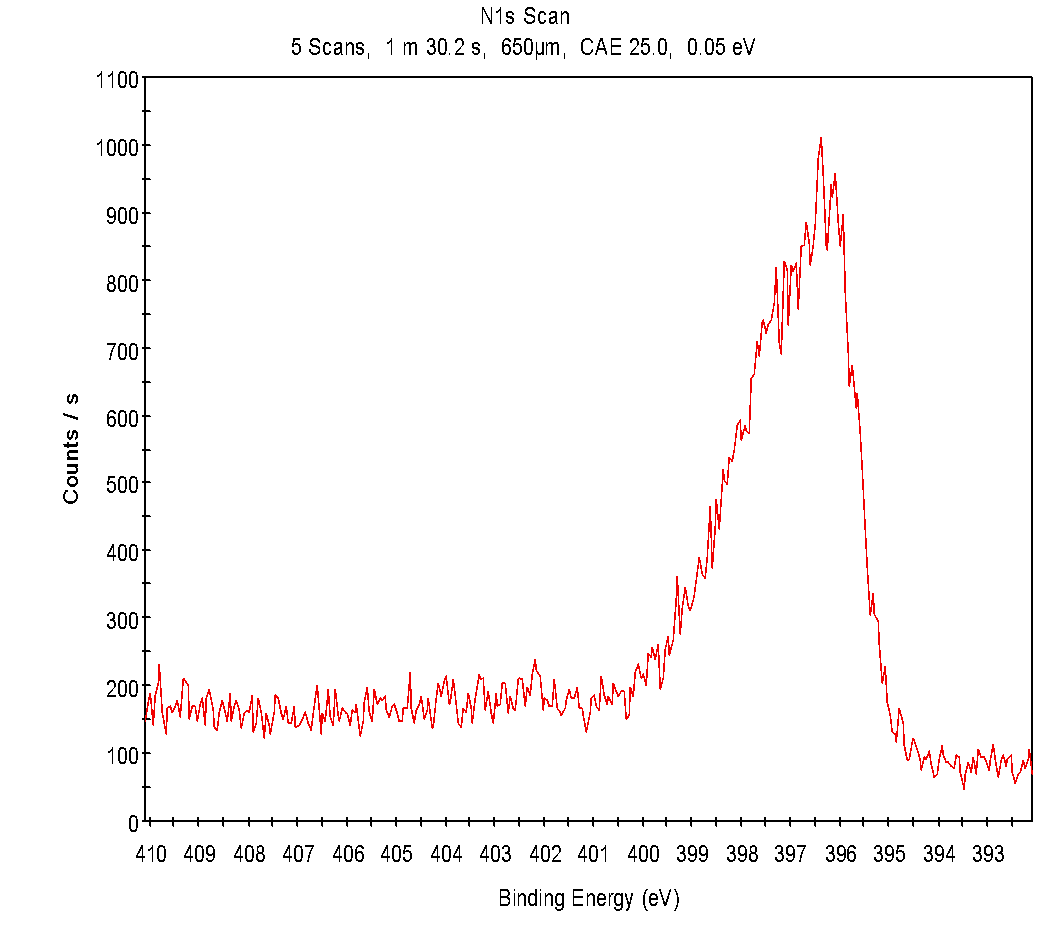 N1s Scan
5 Scans, 1 m 30.2 s, 650µm, CAE 25.0, 0.05 eV
1100
1000
900
800
700
600
500
400
300
200
100
0
Counts / s
410 409 408 407 406 405 404 403 402 401 400 399 398 397 396 395 394 393
Binding Energy (eV)